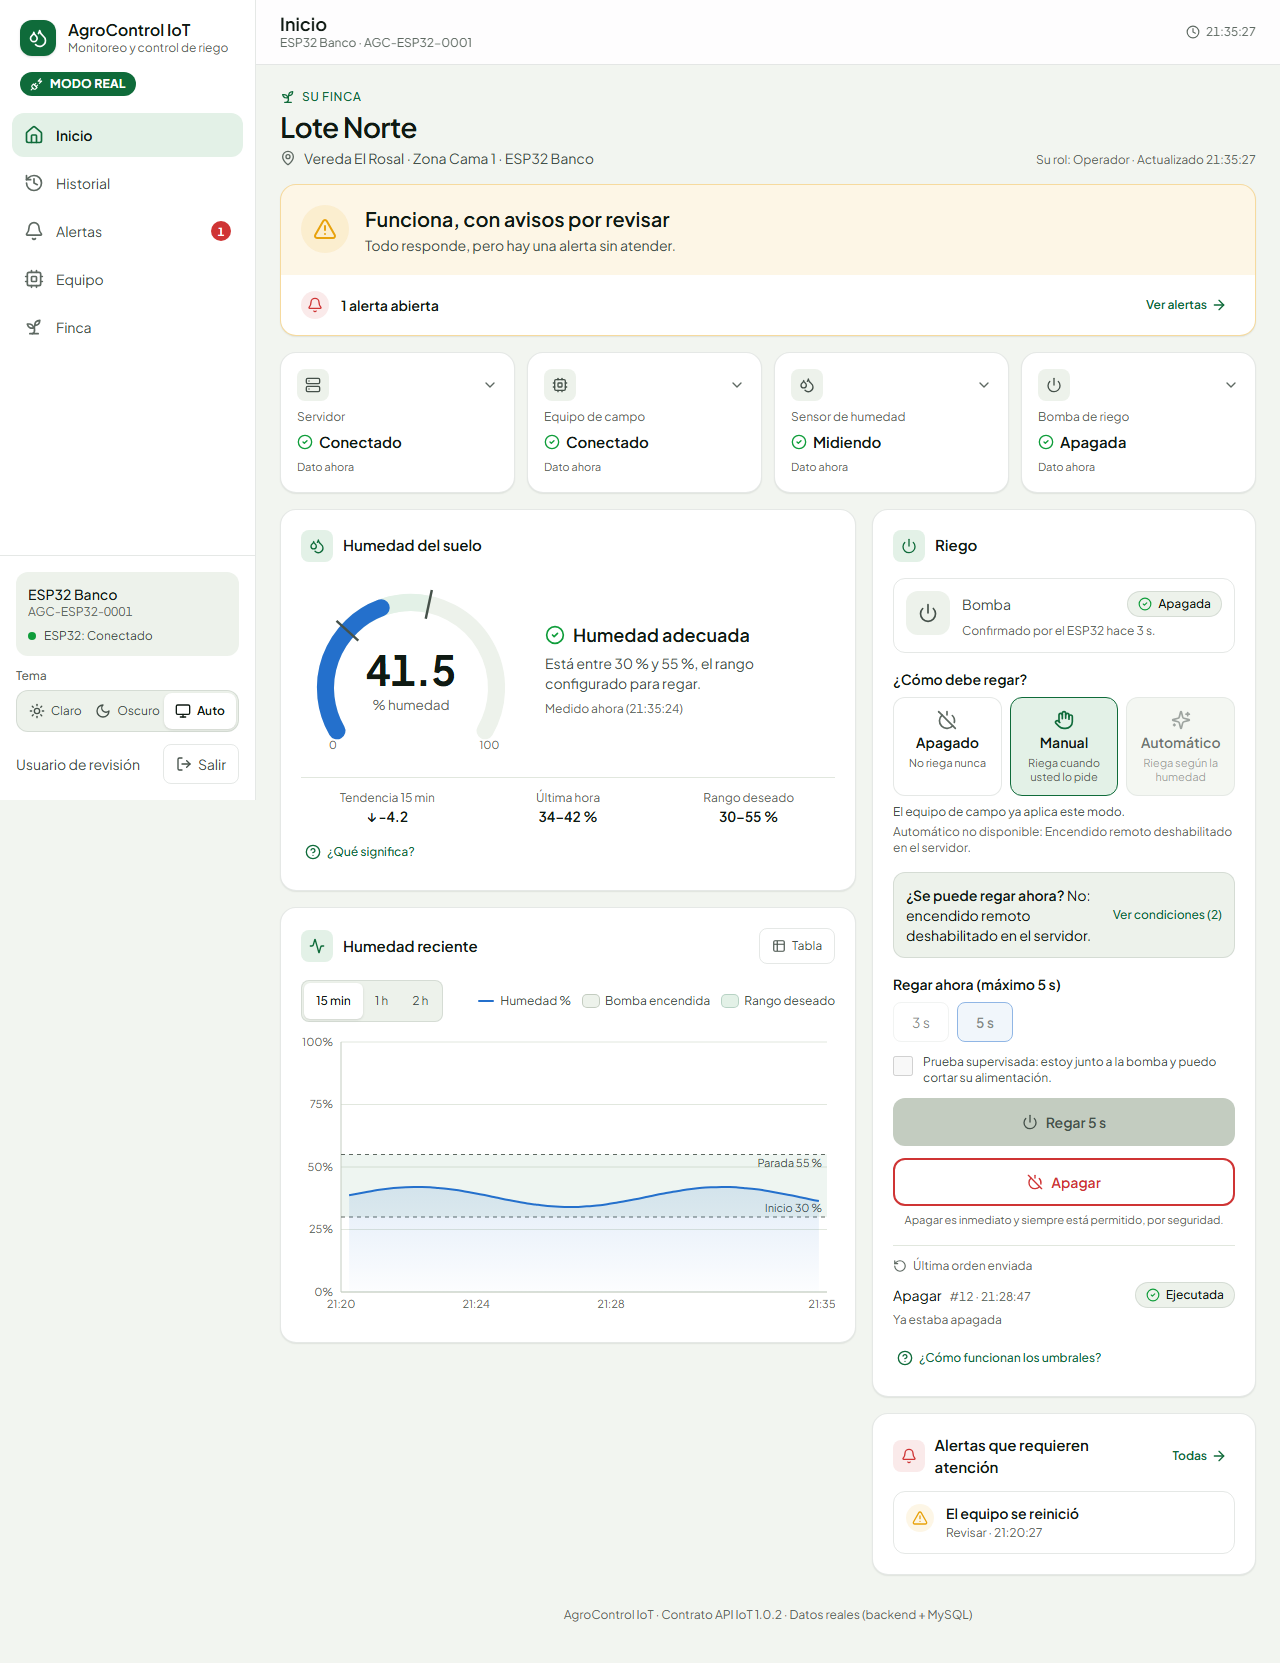 AgroControl IoT
Monitoreo y control de riego
MODO REAL
Inicio
Historial
Alertas
1
Equipo
Finca
ESP32 Banco
AGC-ESP32-0001
ESP32: Conectado
Tema
Claro
Oscuro
Auto
Usuario de revisión
Salir
Inicio
ESP32 Banco · AGC-ESP32-0001
21:35:27
SU FINCA
Lote Norte
Vereda El Rosal · Zona Cama 1 · ESP32 Banco
Su rol: Operador · Actualizado 21:35:27
Funciona, con avisos por revisar
Todo responde, pero hay una alerta sin atender.
1 alerta abierta
Ver alertas →
Servidor
Conectado
Dato ahora
Equipo de campo
Conectado
Dato ahora
Sensor de humedad
Midiendo
Dato ahora
Bomba de riego
Apagada
Dato ahora
Humedad del suelo
41.5
% humedad
0
100
Humedad adecuada
Está entre 30 % y 55 %, el rango
configurado para regar.
Medido ahora (21:35:24)
Tendencia 15 min
↓ −4.2
Última hora
34–42 %
Rango deseado
30–55 %
¿Qué significa?
Humedad reciente
Tabla
15 min
1 h
2 h
Humedad %
Bomba encendida
Rango deseado
100%
75%
50%
25%
0%
Parada 55 %
Inicio 30 %
21:20
21:24
21:28
21:35
Riego
Bomba
Apagada
Confirmado por el ESP32 hace 3 s.
¿Cómo debe regar?
Apagado
No riega nunca
Manual
Riega cuando
usted lo pide
Automático
Riega según la
humedad
El equipo de campo ya aplica este modo.
Automático no disponible: Encendido remoto deshabilitado
en el servidor.
¿Se puede regar ahora? No:
encendido remoto
deshabilitado en el servidor.
Ver condiciones (2)
Regar ahora (máximo 5 s)
3 s
5 s
Prueba supervisada: estoy junto a la bomba y puedo
cortar su alimentación.
Regar 5 s
Apagar
Apagar es inmediato y siempre está permitido, por seguridad.
Última orden enviada
Apagar #12 · 21:28:47
Ejecutada
Ya estaba apagada
¿Cómo funcionan los umbrales?
Alertas que requieren
atención
Todas →
El equipo se reinició
Revisar · 21:20:27
AgroControl IoT · Contrato API IoT 1.0.2 · Datos reales (backend + MySQL)